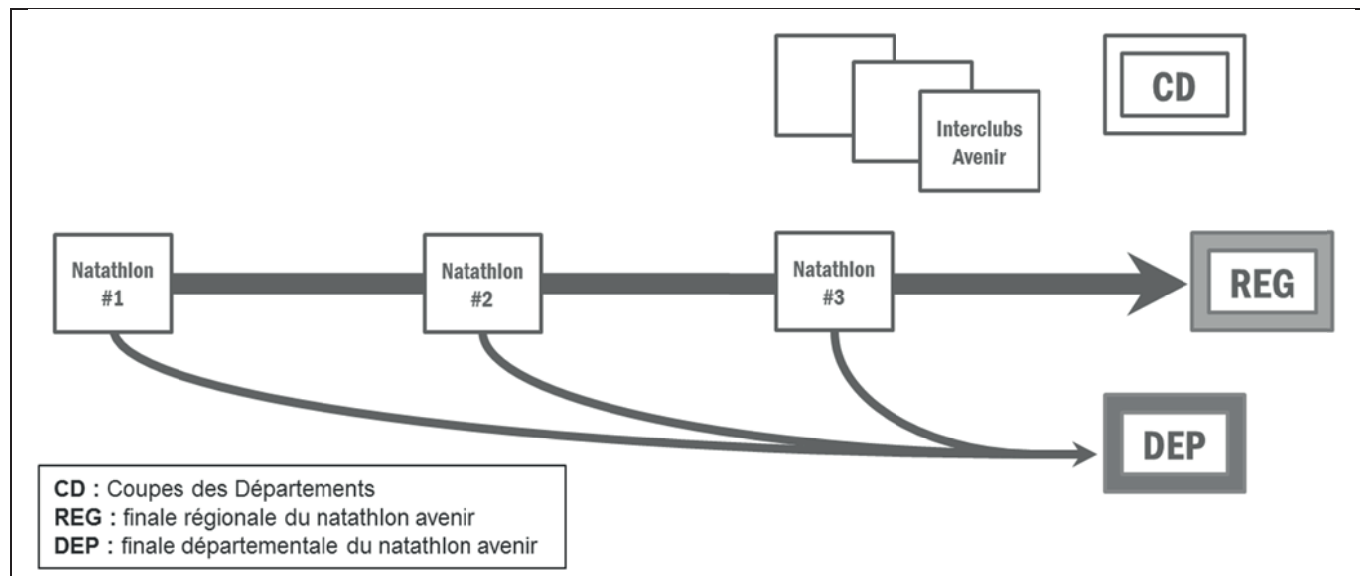 CD
Interclubs
Avenir
Natathlon
#1
Natathlon
#2
Natathlon
#3
REG
DEP
CD : Coupes des Départements
REG : finale régionale du natathlon avenir
DEP : finale départementale du natathlon avenir